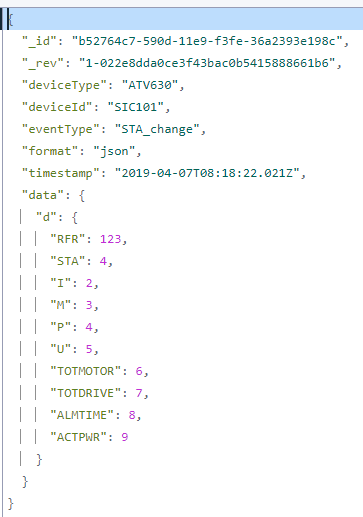 {
"_id": "b52764c7-590d-11e9-f3fe-36a2393e198c",
"_rev": "1-022e8dda0ce3f43bac0b5415888661b6",
"deviceType": "ATV630",
"deviceId": "SIC101",
"eventType": "STA_change",
"format": "json",
"timestamp": "2019-04-07T08:18:22.021Z",
"data": {
"d": {
"RFR": 123,
"STA": 4,
"I": 2,
"M": 3,
"P": 4,
"U": 5,
"TOTMOTOR": 6,
"TOTDRIVE": 7,
"ALMTIME": 8,
"ACTPWR": 9
}
}
}